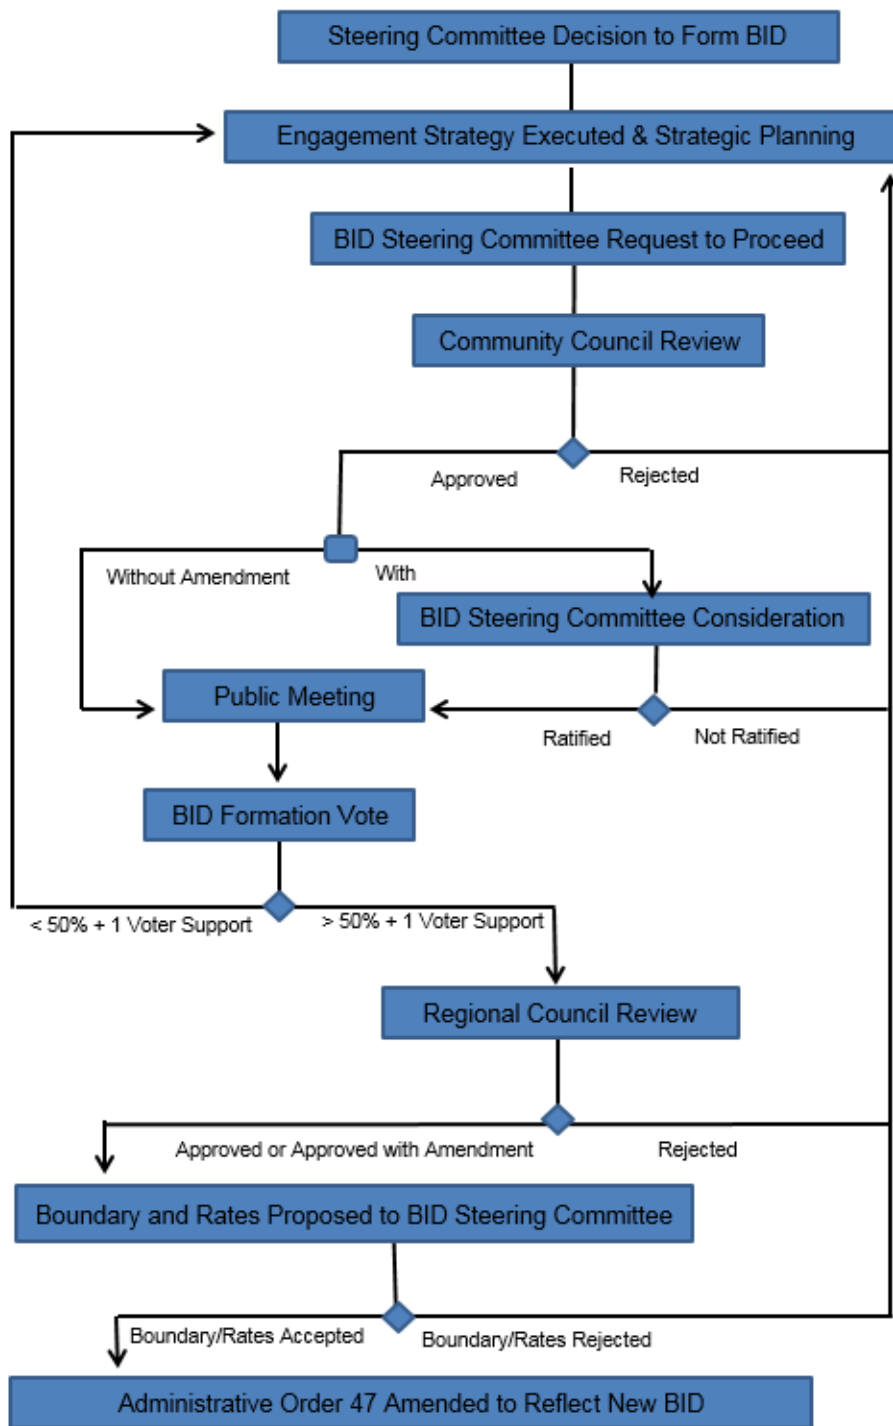 Steering Committee Decision to Form BID
Engagement Strategy Executed & Strategic Planning
BID Steering Committee Request to Proceed
Community Council Review
Approved
Rejected
Without Amendment
With
BID Steering Committee Consideration
Public Meeting
Ratified
Not Ratified
BID Formation Vote
< 50% + 1 Voter Support
> 50% + 1 Voter Support
Regional Council Review
Approved or Approved with Amendment
Rejected
Boundary and Rates Proposed to BID Steering Committee
Boundary/Rates Accepted
Boundary/Rates Rejected
Administrative Order 47 Amended to Reflect New BID